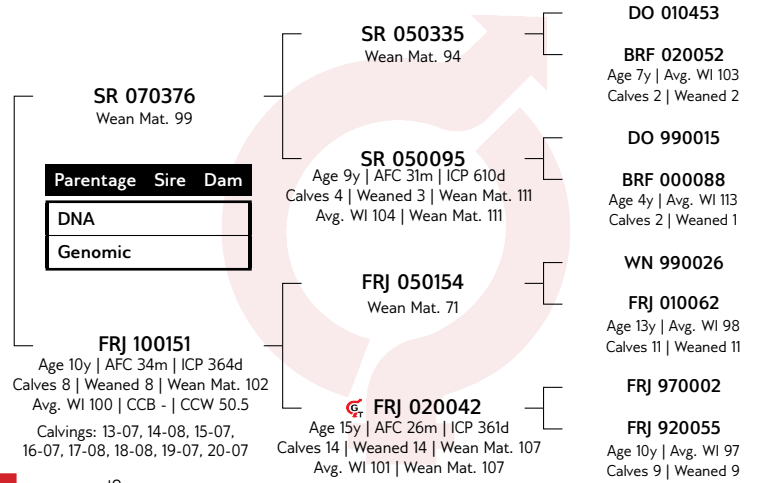 DO 010453
SR 050335
Wean Mat. 94
BRF 020052
Age 7y | Avg. WI 103
Calves 2 | Weaned 2
SR 070376
Wean Mat. 99
DO 990015
SR 050095
Age 9y | AFC 31m | ICP 610d
Calves 4 | Weaned 3 | Wean Mat. 111
Avg. WI 104 | Wean Mat. 111
BRF 000088
Age 4y | Avg. WI 113
Calves 2 | Weaned 1
Parentage Sire Dam
DNA
Genomic
WN 990026
FRJ 050154
Wean Mat. 71
FRJ 010062
Age 13y | Avg. WI 98
Calves 11 | Weaned 11
FRJ 100151
Age 10y | AFC 34m | ICP 364d
Calves 8 | Weaned 8 | Wean Mat. 102
Avg. WI 100 | CCB - | CCW 50.5
Calvings: 13-07, 14-08, 15-07,
16-07, 17-08, 18-08, 19-07, 20-07
FRJ 970002
GT FRJ 020042
Age 15y | AFC 26m | ICP 361d
Calves 14 | Weaned 14 | Wean Mat. 107
Avg. WI 101 | Wean Mat. 107
FRJ 920055
Age 10y | Avg. WI 97
Calves 9 | Weaned 9